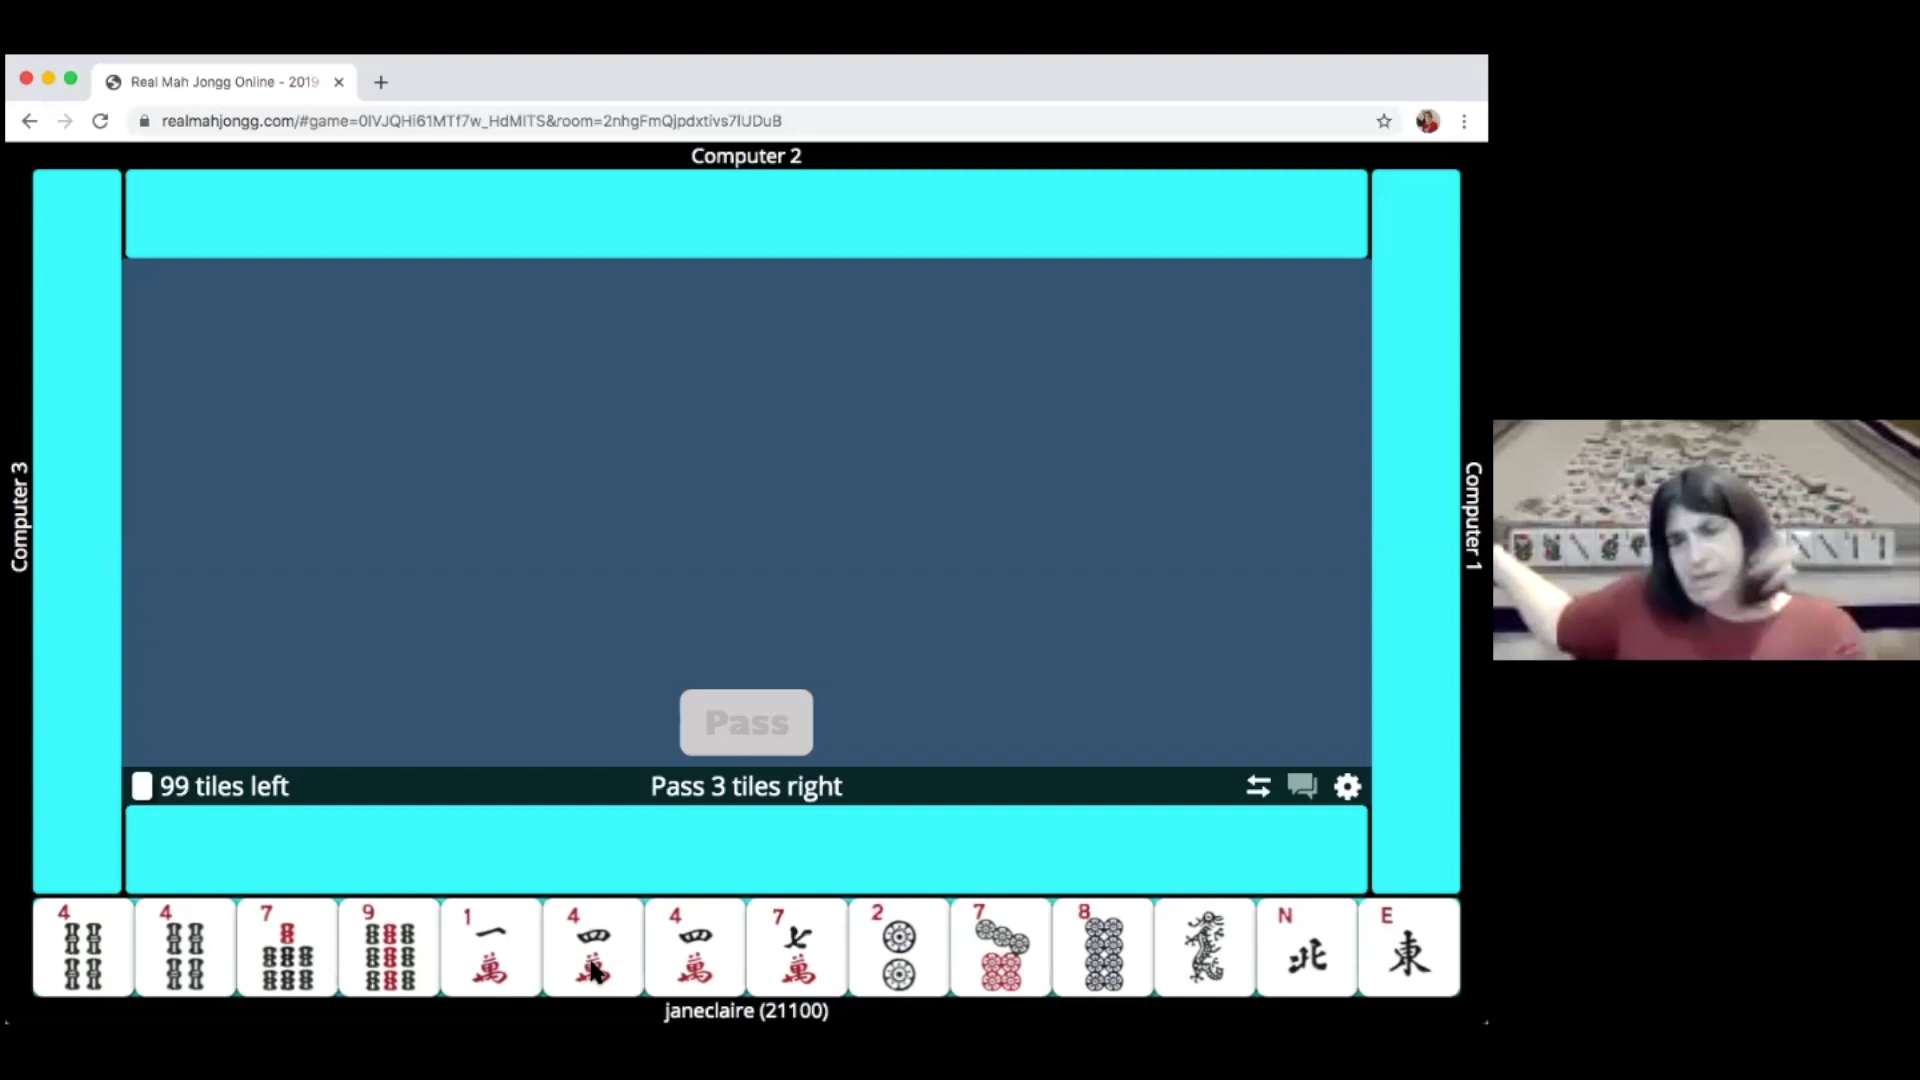 Real Mah Jongg Online - 2019
realmahjongg.com/#game=0IVJQHi61MTf7w_HdMITS&room=2nhgFmQjpdxtivs7IUDuB
Computer 2
Computer 3
Computer 1
Pass
99 tiles left
Pass 3 tiles right
4 4 7 9 1 4 4 7 2 7 8 N E
一 四 四 七
萬 萬 萬 萬 北 東
janeclaire (21100)